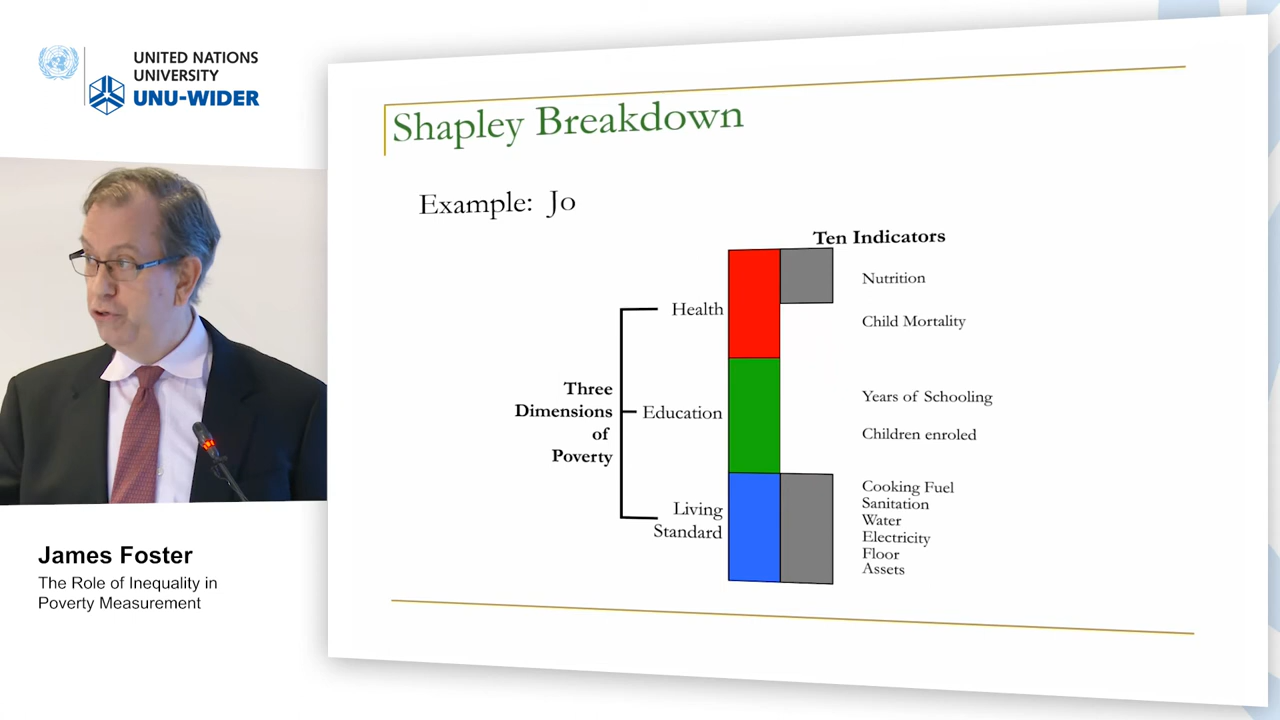 UNITED NATIONS
UNIVERSITY
UNU-WIDER
James Foster
The Role of Inequality in
Poverty Measurement
Shapley Breakdown
Example: Jo
Ten Indicators
Three
Dimensions
of
Poverty
Health
Education
Living
Standard
Nutrition
Child Mortality
Years of Schooling
Children enroled
Cooking Fuel
Sanitation
Water
Electricity
Floor
Assets